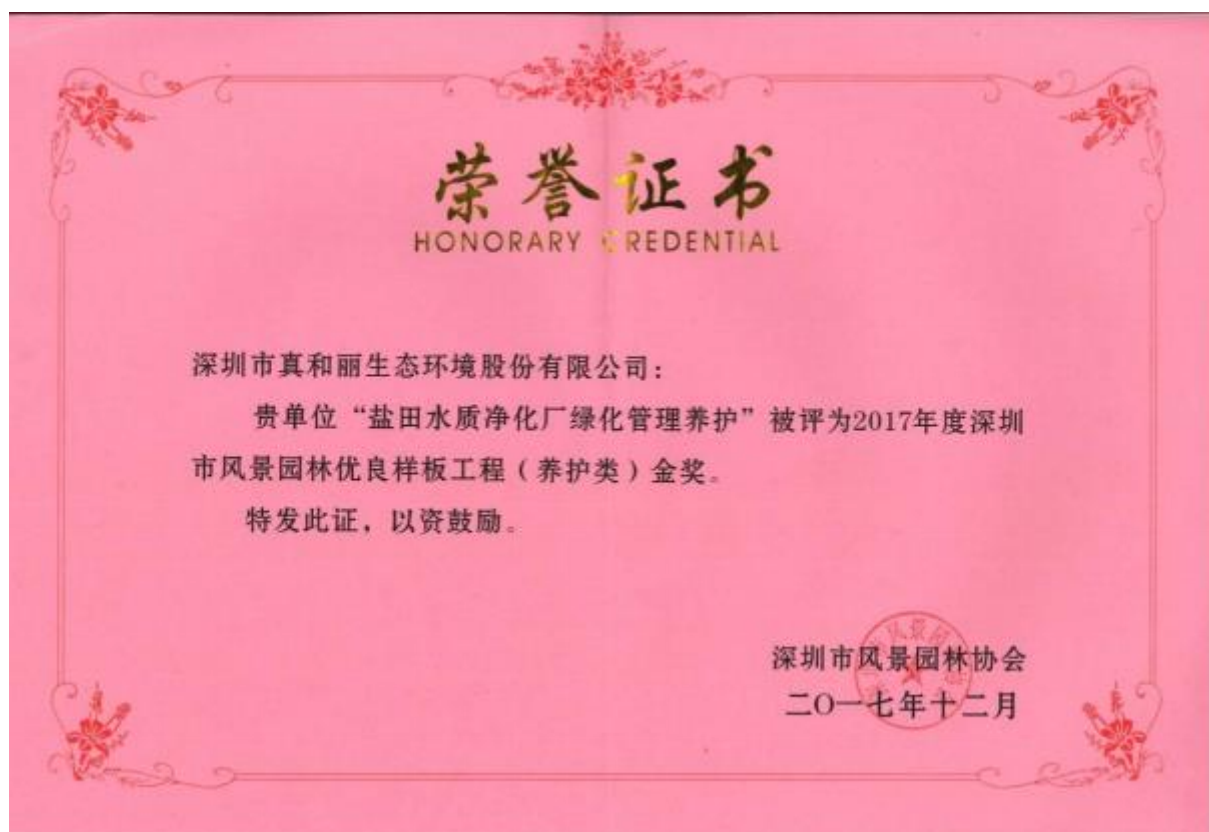 荣誉证书
HONORARY CREDENTIAL
深圳市真和丽生态环境股份有限公司：
贵单位“盐田水质净化厂绿化管理养护”被评为2017年度深圳
市风景园林优良样板工程（养护类）金奖。
特发此证，以资鼓励。
深圳市风景园林协会
二〇一七年十二月